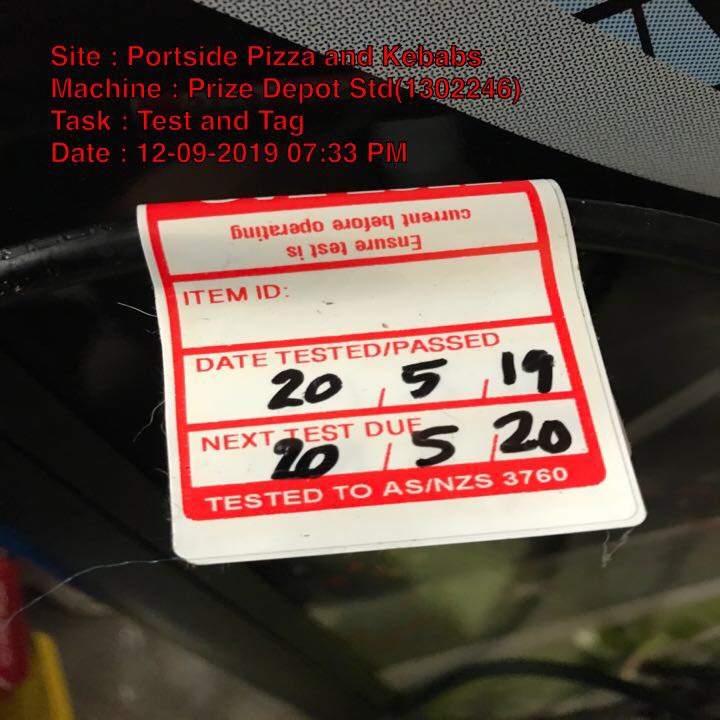 Site : Portside Pizza and Kebabs
Machine : Prize Depot Std(1302246)
Task : Test and Tag
Date : 12-09-2019 07:33 PM
Ensure test is
current before operating
ITEM ID:
DATE TESTED/PASSED
20 / 5 / 19
NEXT TEST DUE
20 / 5 / 20
TESTED TO AS/NZS 3760